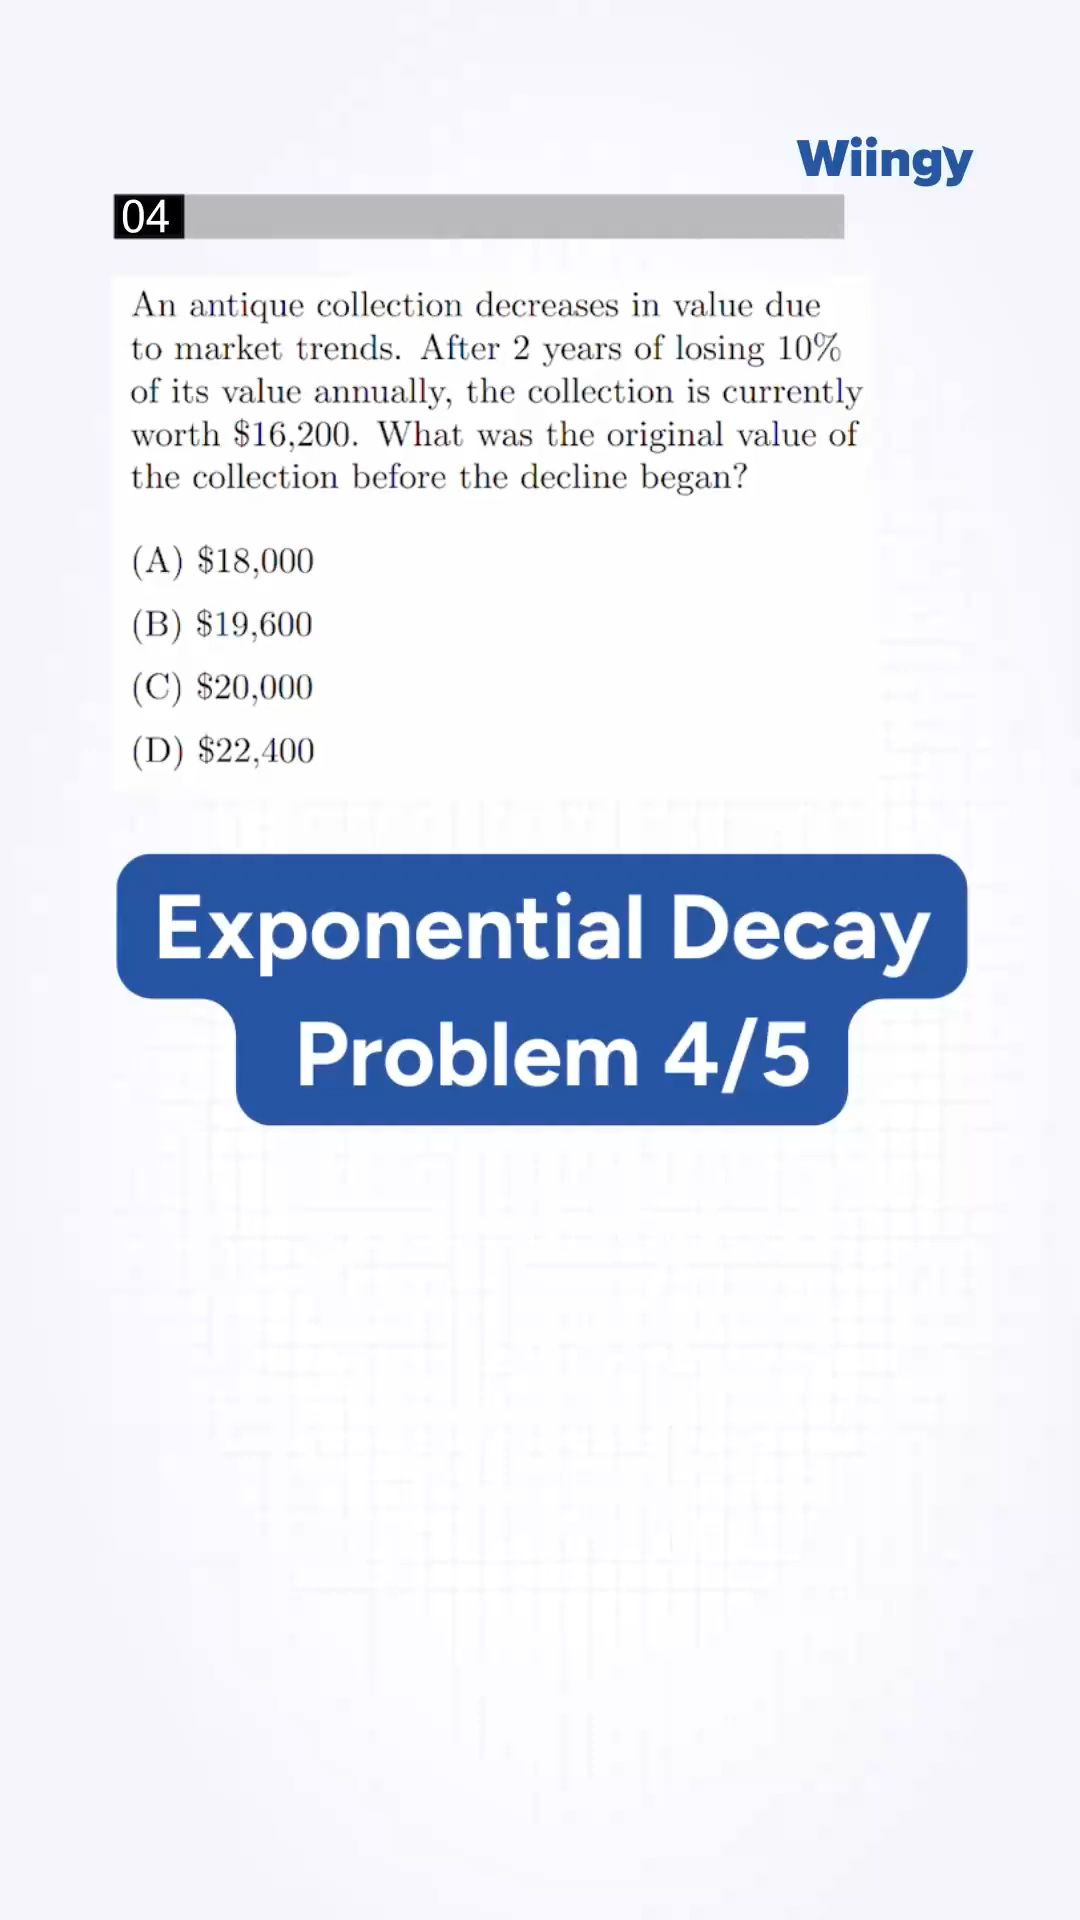 Wiingy
04
An antique collection decreases in value due
to market trends. After 2 years of losing 10%
of its value annually, the collection is currently
worth $16,200. What was the original value of
the collection before the decline began?
(A) $18,000
(B) $19,600
(C) $20,000
(D) $22,400
Exponential Decay
Problem 4/5